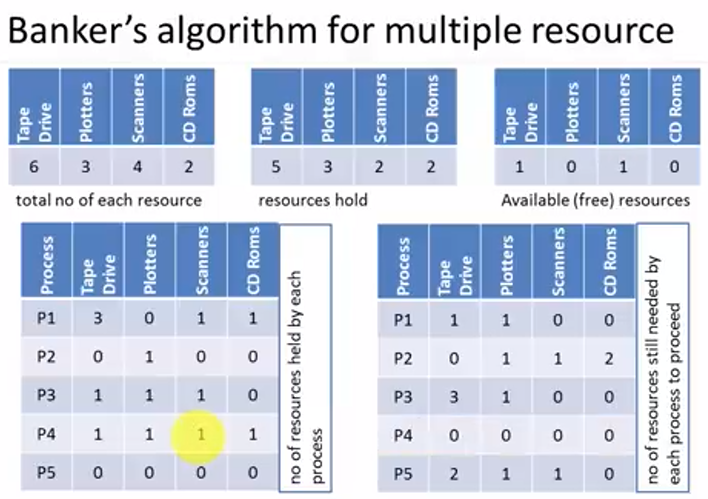 Banker's algorithm for multiple resource
Tape Drive Plotters Scanners CD Roms
6 3 4 2
total no of each resource
Tape Drive Plotters Scanners CD Roms
5 3 2 2
resources hold
Tape Drive Plotters Scanners CD Roms
1 0 1 0
Available (free) resources
Process Tape Drive Plotters Scanners CD Roms
P1 3 0 1 1
P2 0 1 0 0
P3 1 1 1 0
P4 1 1 1 1
P5 0 0 0 0
no of resources held by each
process
Process Tape Drive Plotters Scanners CD Roms
P1 1 1 0 0
P2 0 1 1 2
P3 3 1 0 0
P4 0 0 0 0
P5 2 1 1 0
no of resources still needed by
each process to proceed